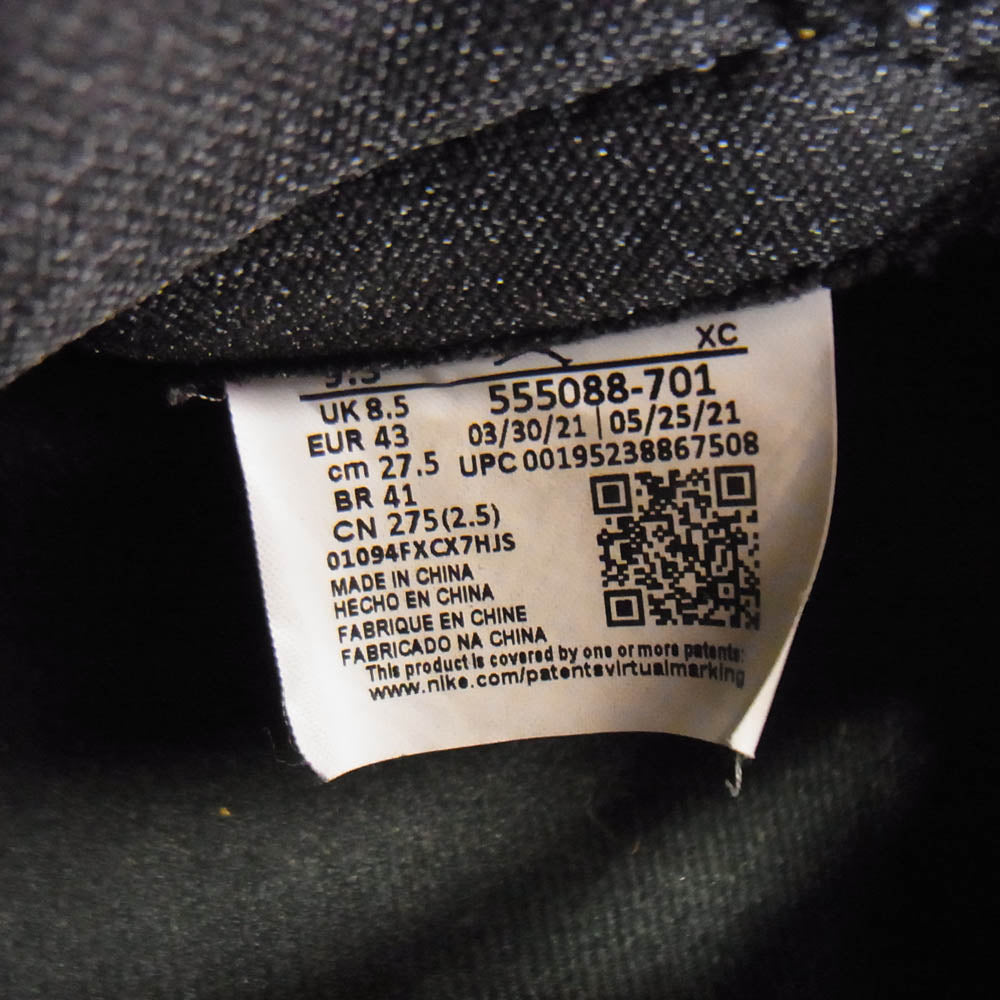 XC
9.5
555088-701
UK 8.5
03/30/21 | 05/25/21
EUR 43
UPC 00195238867508
cm 27.5
BR 41
CN 275(2.5)
01094FXCX7HJS
MADE IN CHINA
HECHO EN CHINA
FABRIQUE EN CHINE
FABRICADO NA CHINA
This product is covered by one or more patents:
www.nike.com/patentsvirtualmarking